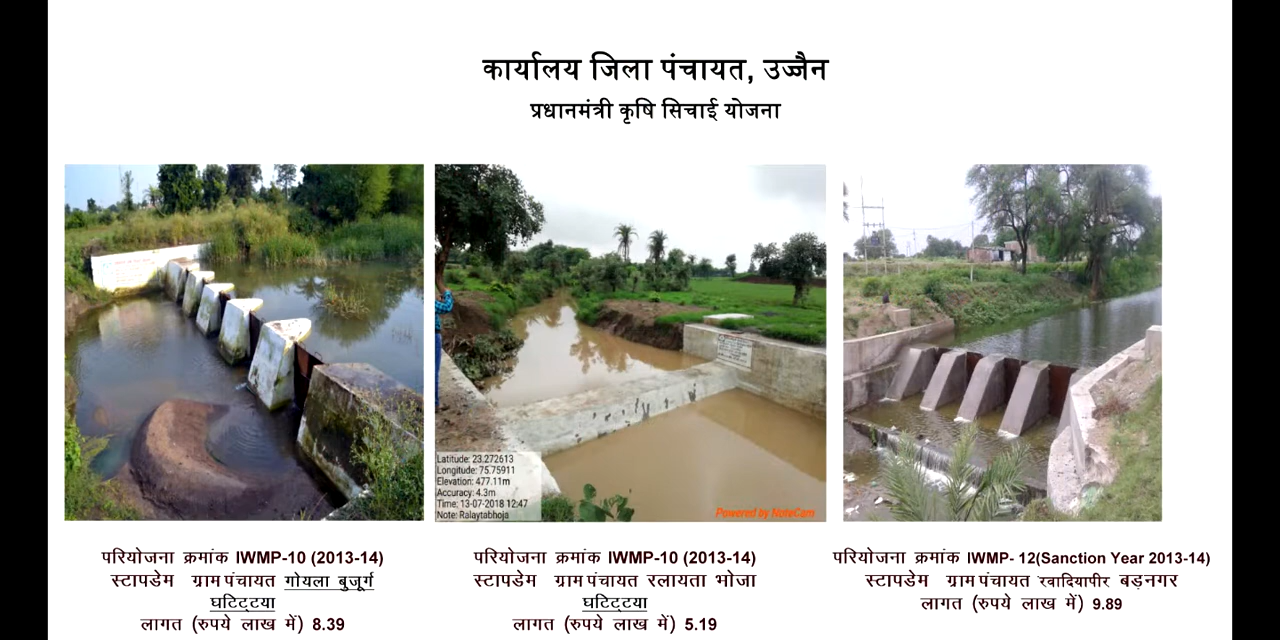 कार्यालय जिला पंचायत, उज्जैन
प्रधानमंत्री कृषि सिचाई योजना
Latitude: 23.272613
Longitude: 75.75911
Elevation: 477.11m
Accuracy: 4.3m
Time: 13-07-2018 12:47
Note: Ralaytabhoja
Powered by NoteCam
परियोजना क्रमांक IWMP-10 (2013-14)
स्टापडेम ग्राम पंचायत गोयला बुजूर्ग
घटिट्टया
लागत (रुपये लाख में) 8.39
परियोजना क्रमांक IWMP-10 (2013-14)
स्टापडेम ग्राम पंचायत रलायता भोजा
घटिट्टया
लागत (रुपये लाख में) 5.19
परियोजना क्रमांक IWMP- 12(Sanction Year 2013-14)
स्टापडेम ग्राम पंचायत रवादियापीर बड़नगर
लागत (रुपये लाख में) 9.89